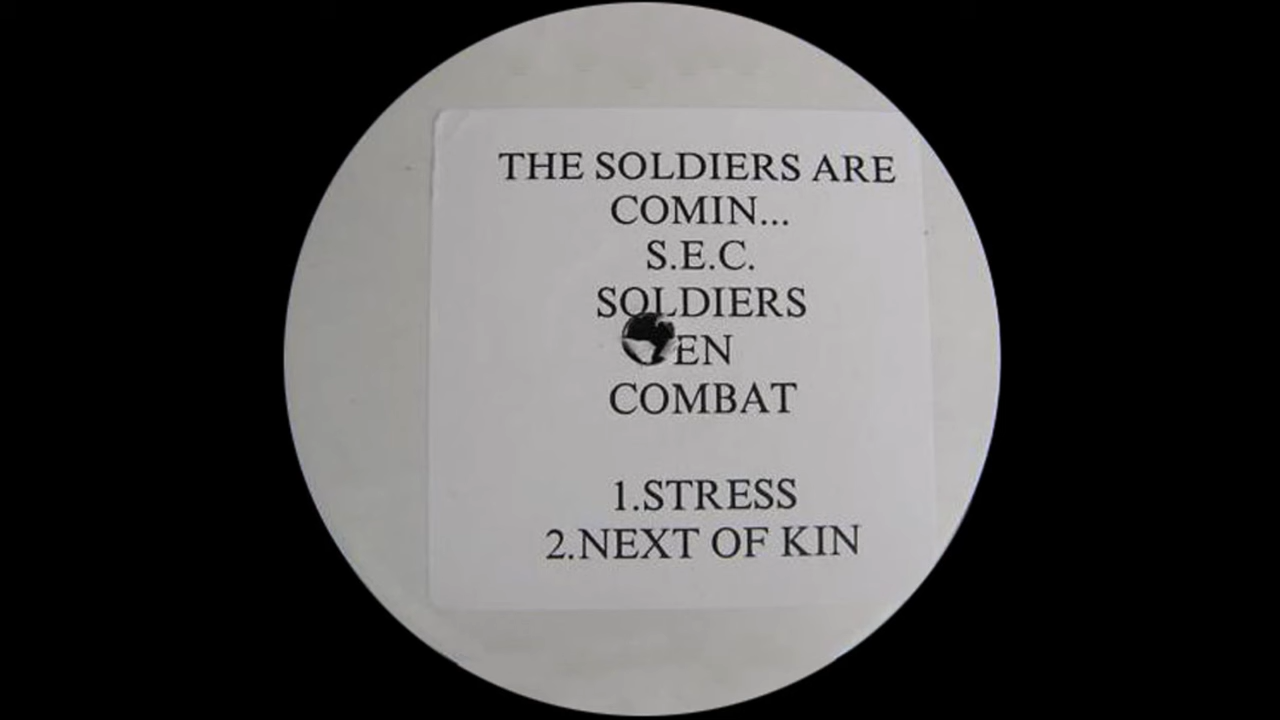 THE SOLDIERS ARE
COMIN...
S.E.C.
SOLDIERS
EN
COMBAT
1.STRESS
2.NEXT OF KIN